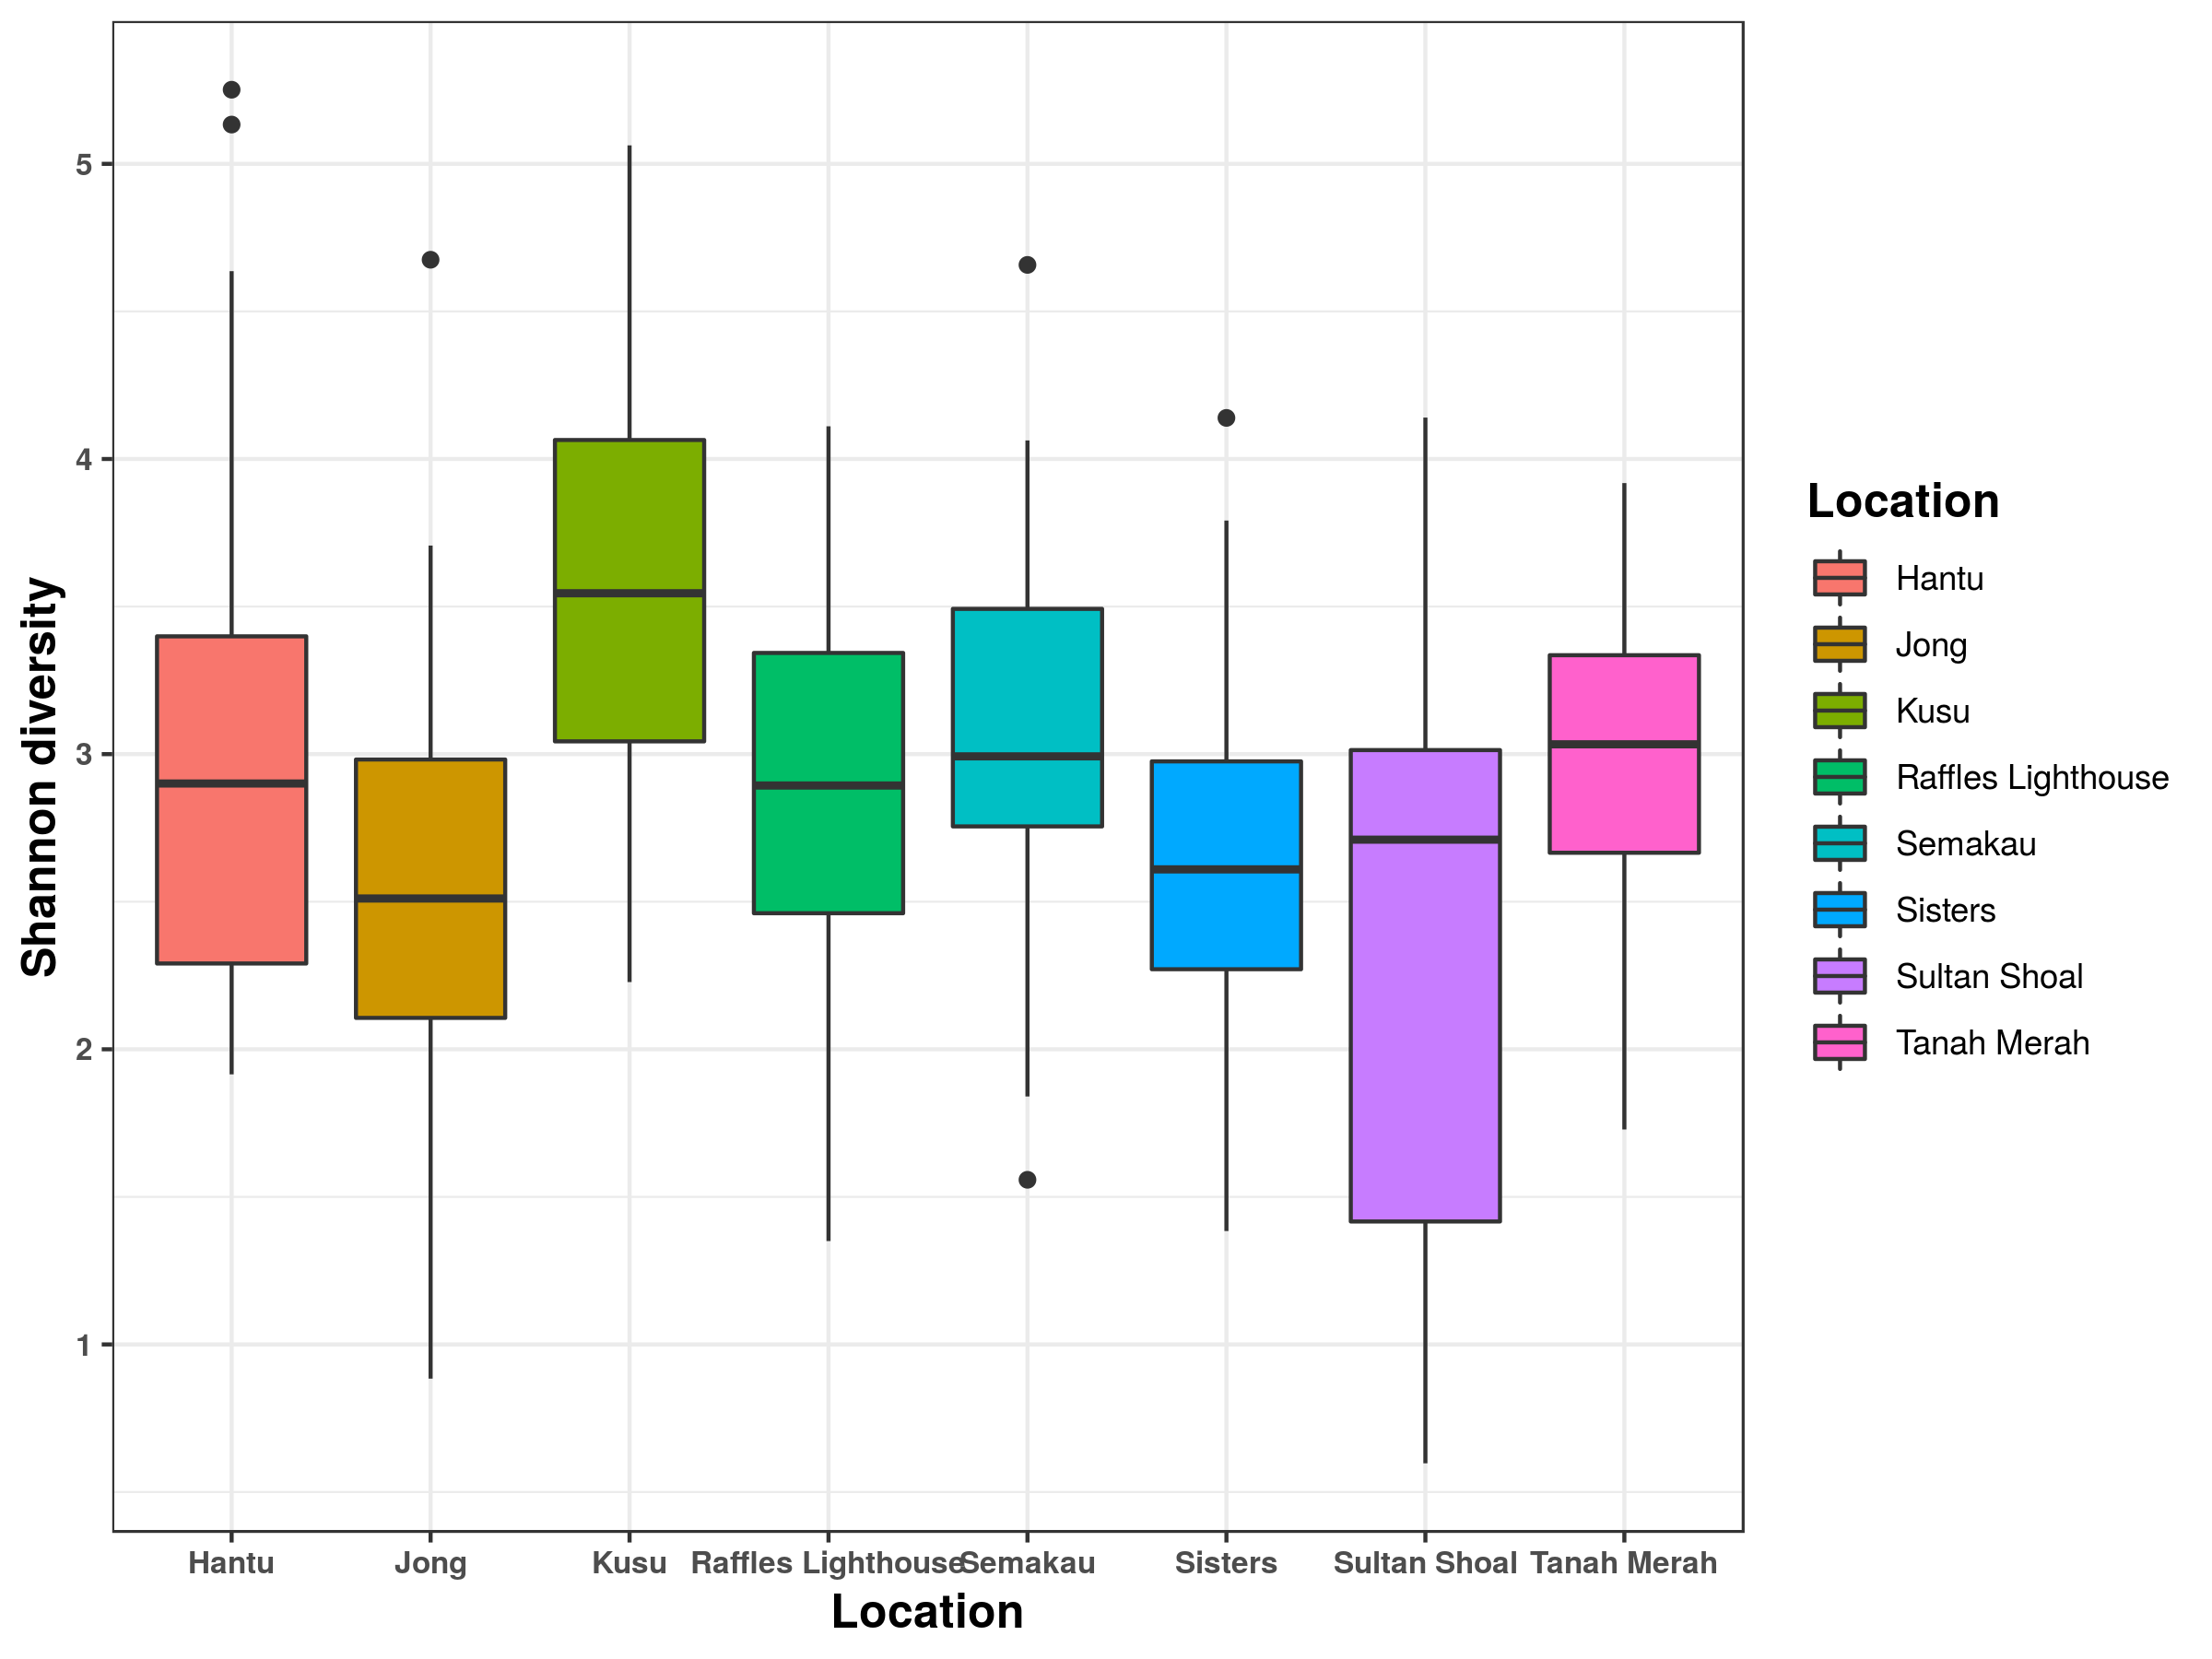 Shannon diversity
5
4
3
2
1
Hantu Jong Kusu Raffles Lighthouse Semakau Sisters Sultan Shoal Tanah Merah
Location
Location
Hantu
Jong
Kusu
Raffles Lighthouse
Semakau
Sisters
Sultan Shoal
Tanah Merah